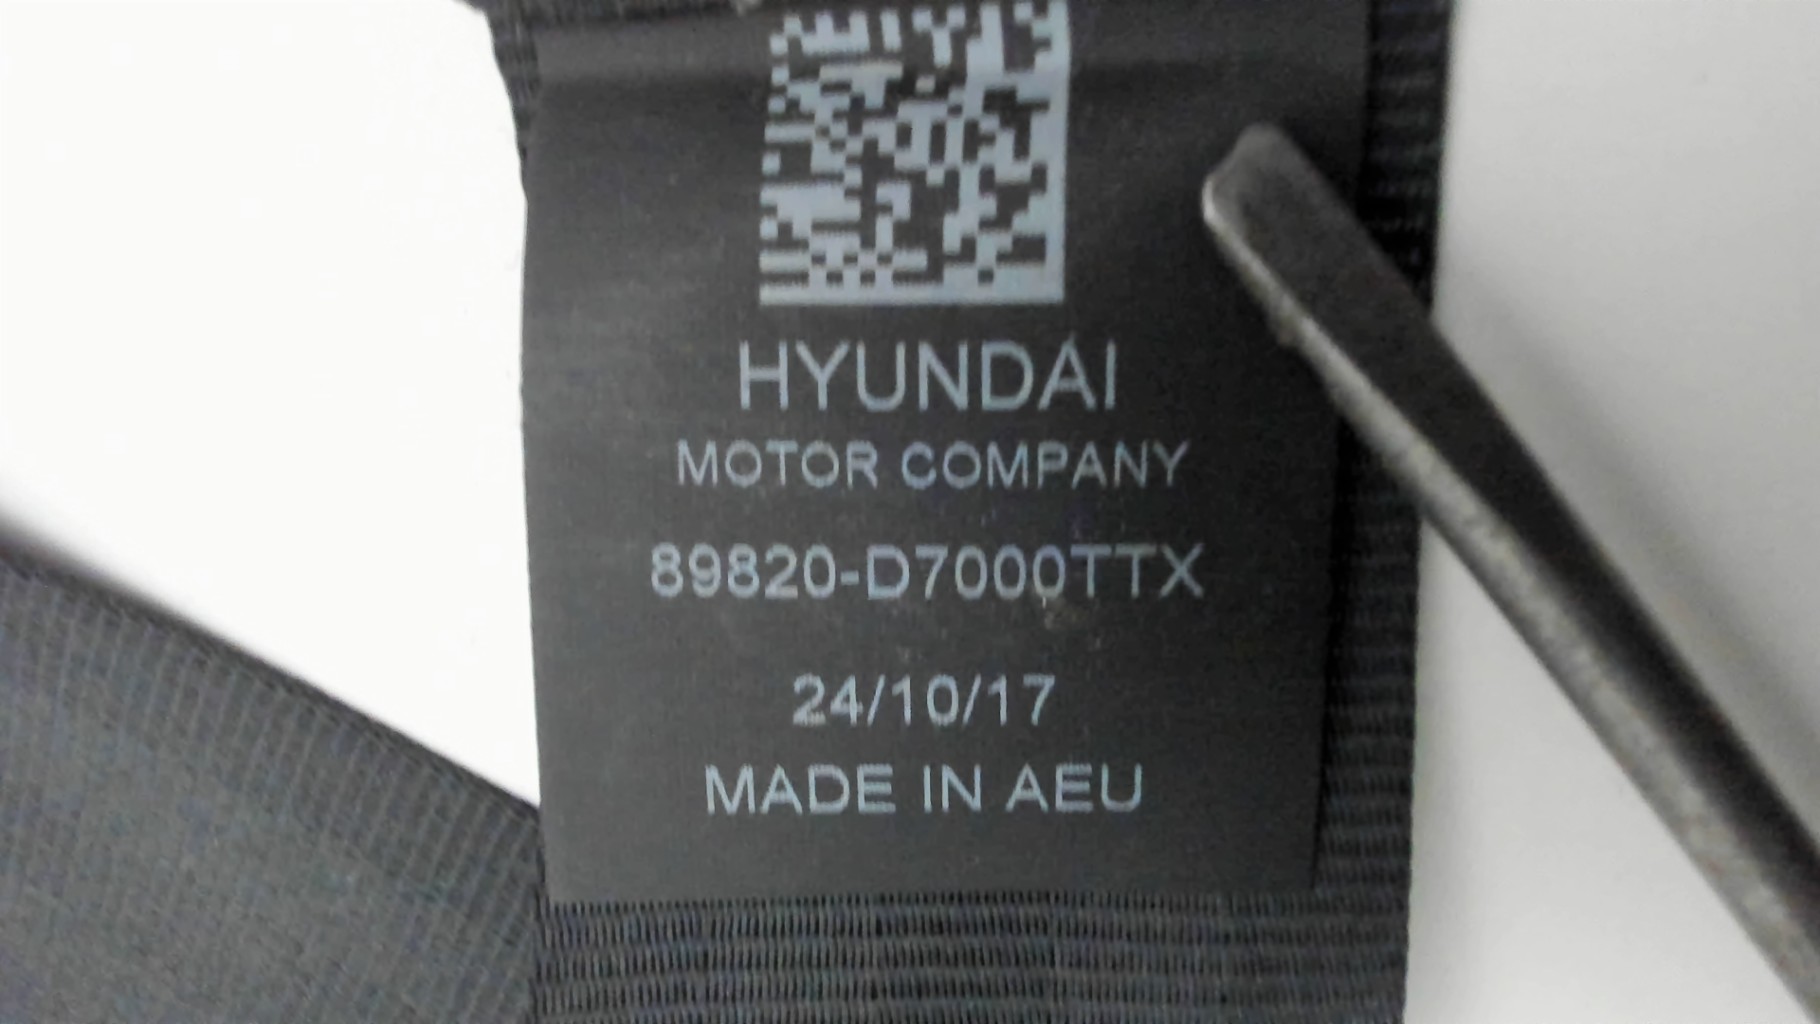 HYUNDAI
MOTOR COMPANY
89820-D7000TTX
24/10/17
MADE IN AEU